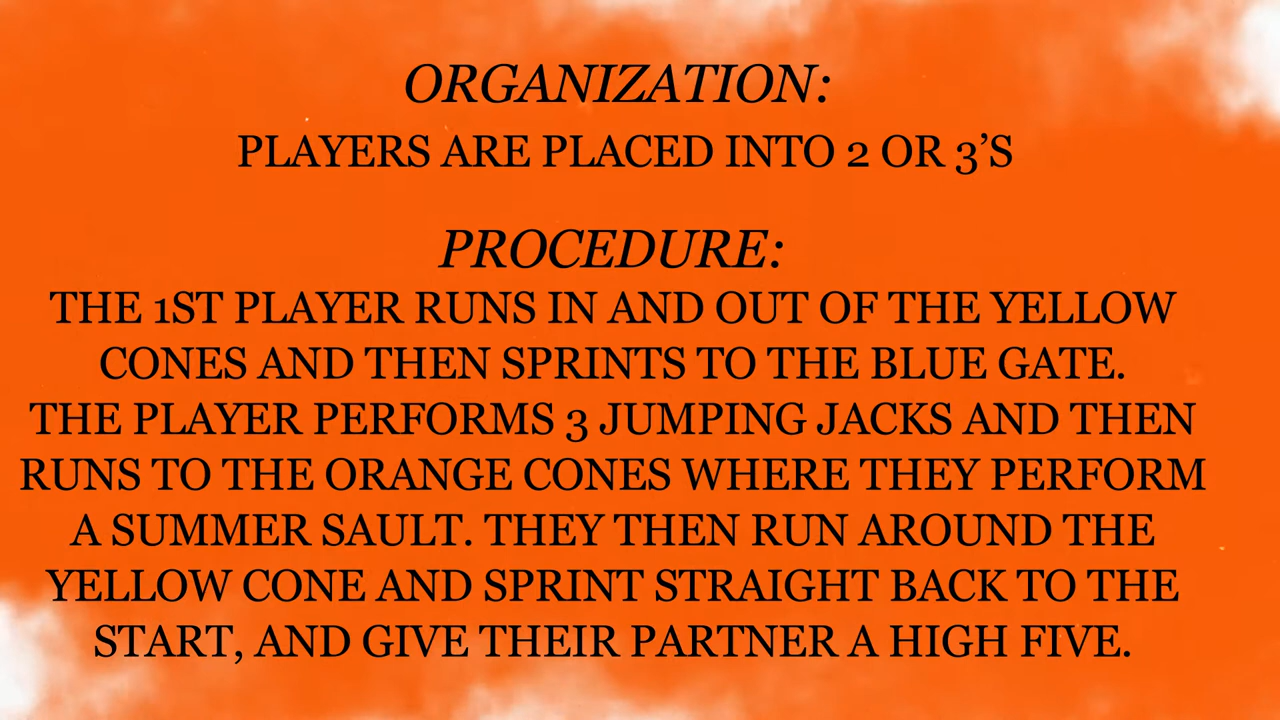 ORGANIZATION:
PLAYERS ARE PLACED INTO 2 OR 3’S
PROCEDURE:
THE 1ST PLAYER RUNS IN AND OUT OF THE YELLOW
CONES AND THEN SPRINTS TO THE BLUE GATE.
THE PLAYER PERFORMS 3 JUMPING JACKS AND THEN
RUNS TO THE ORANGE CONES WHERE THEY PERFORM
A SUMMER SAULT. THEY THEN RUN AROUND THE
YELLOW CONE AND SPRINT STRAIGHT BACK TO THE
START, AND GIVE THEIR PARTNER A HIGH FIVE.